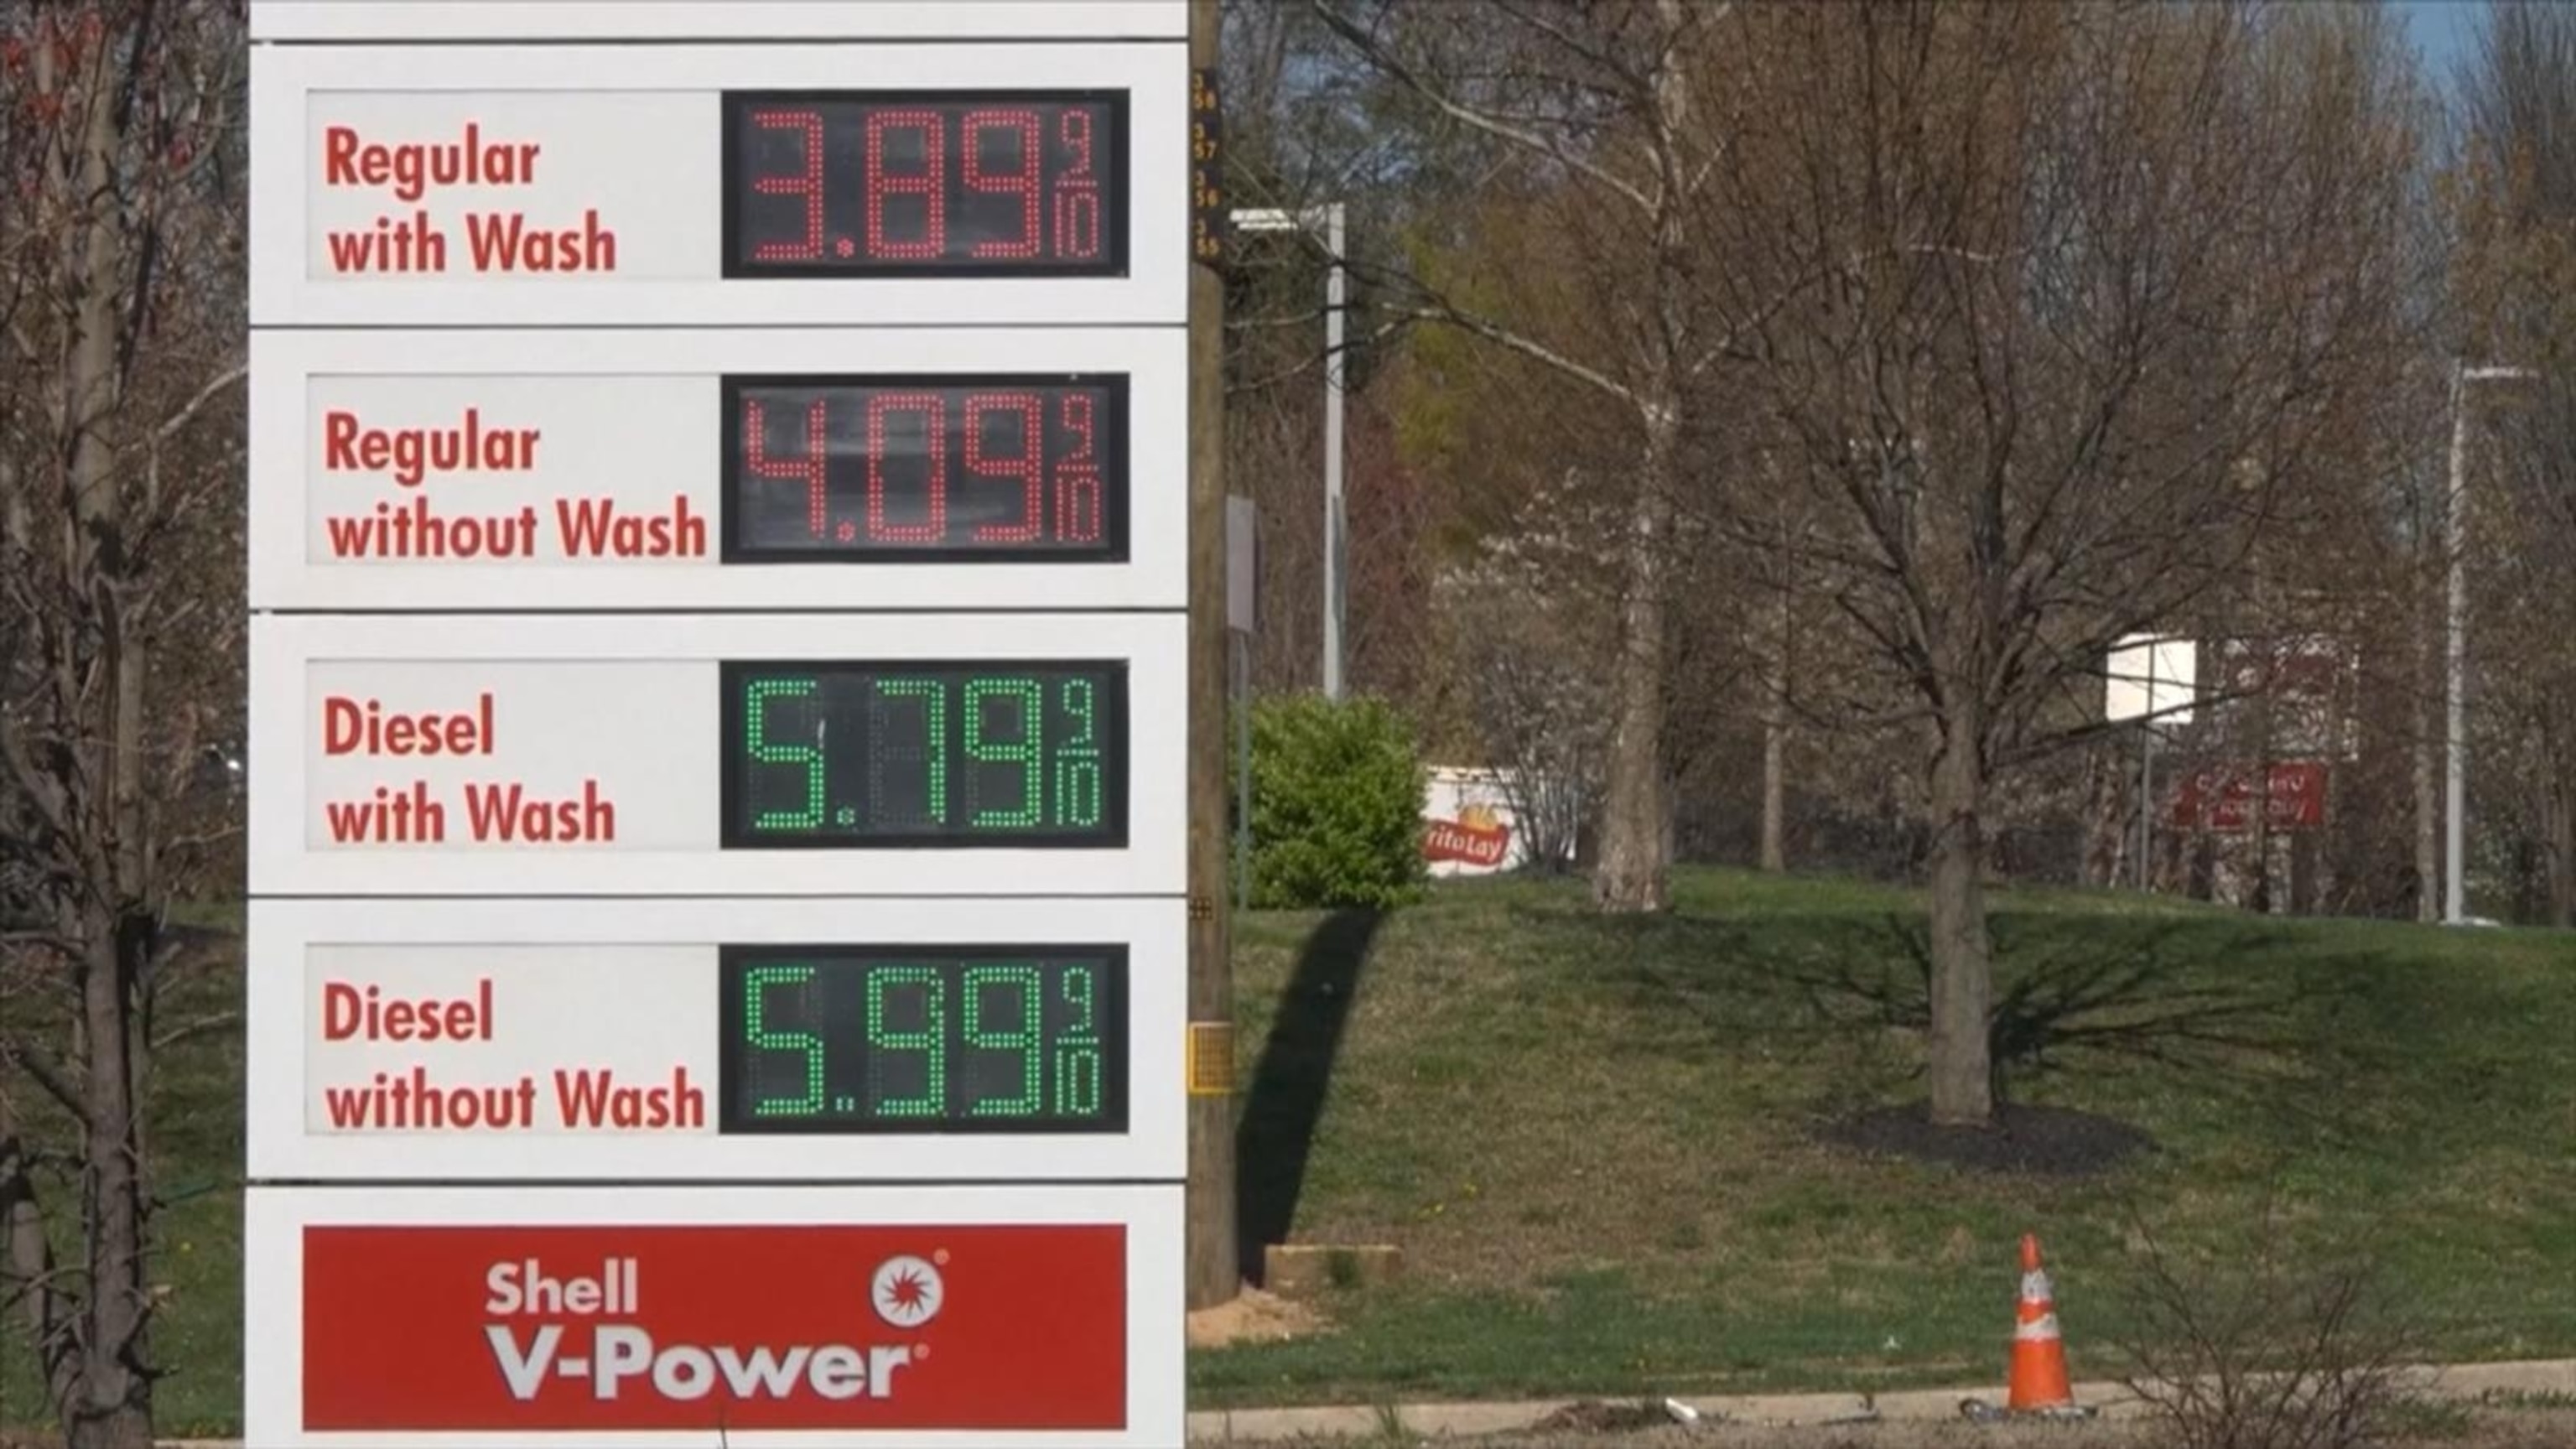 Regular
with Wash
3.89 9/10
Regular
without Wash
4.09 9/10
Diesel
with Wash
5.79 9/10
Diesel
without Wash
5.99 9/10
Shell
V-Power
ritoLay